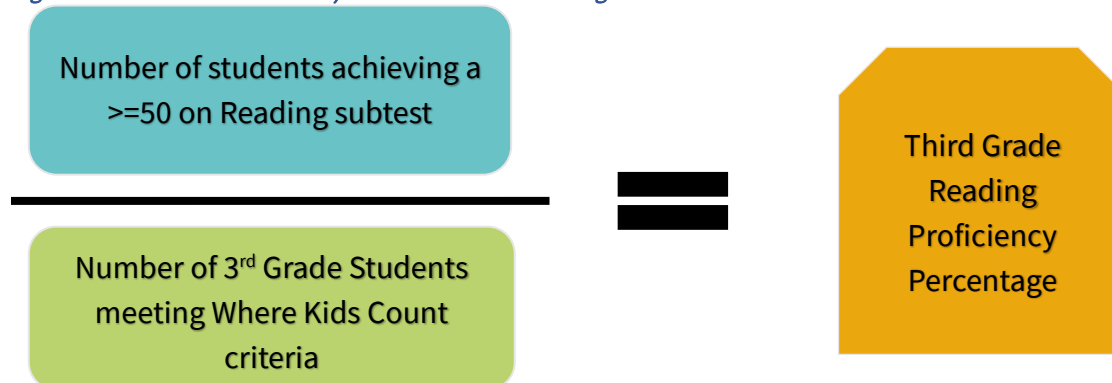 Number of students achieving a
>=50 on Reading subtest
Number of 3rd Grade Students
meeting Where Kids Count
criteria
Third Grade
Reading
Proficiency
Percentage